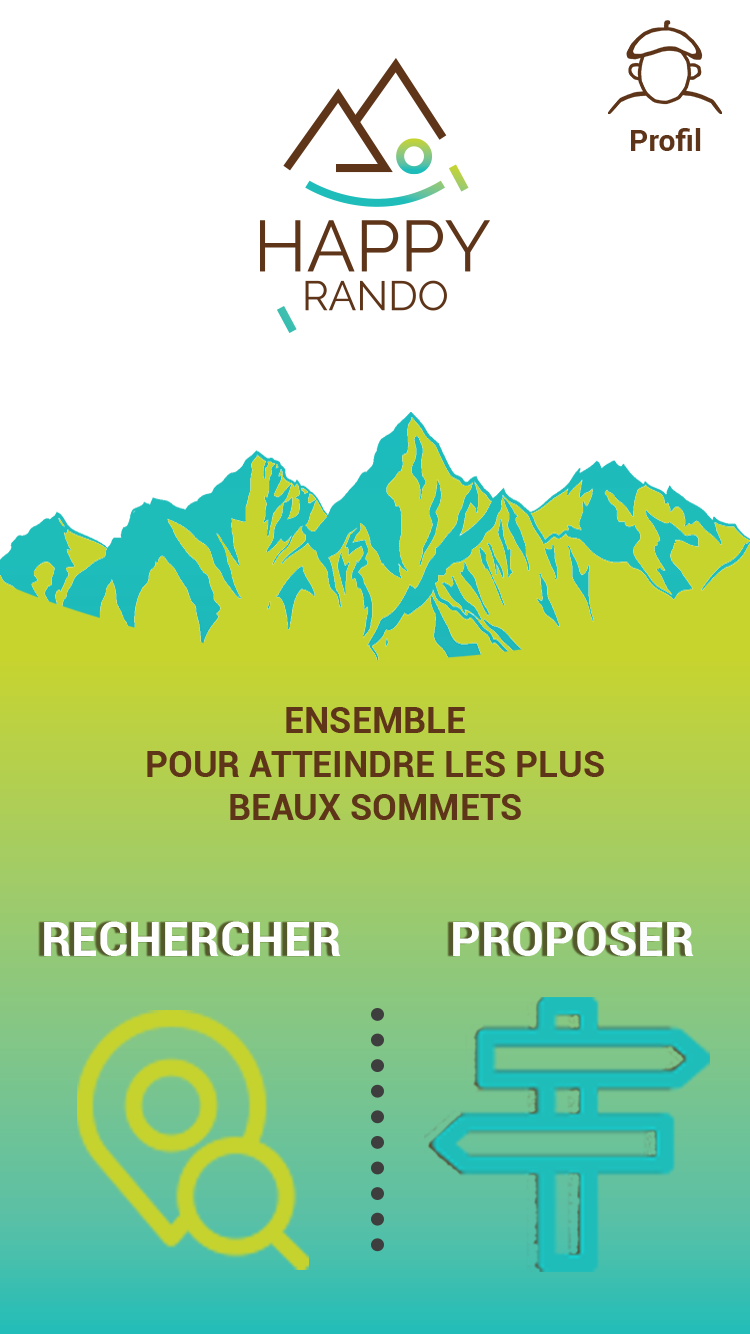 Profil
HAPPY
RANDO
ENSEMBLE
POUR ATTEINDRE LES PLUS
BEAUX SOMMETS
RECHERCHER
PROPOSER